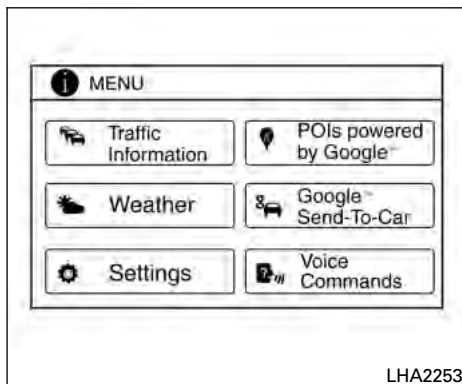 i MENU
Traffic
Information
POIs powered
by Google™
Weather
Google™
Send-To-Car
Settings
Voice
Commands
LHA2253